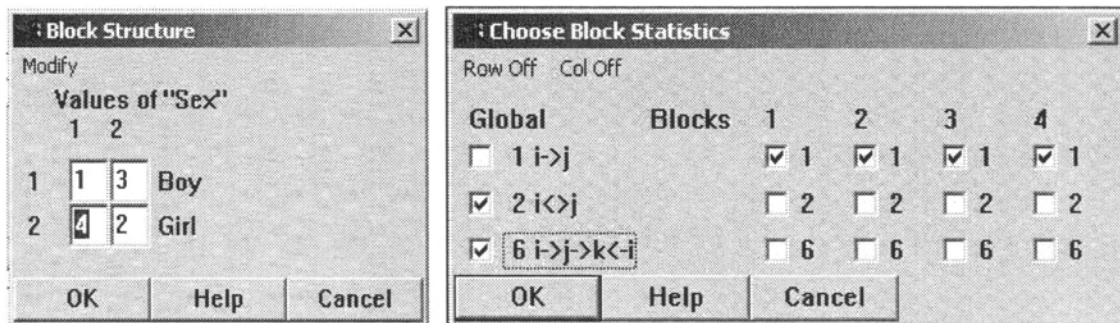 Block Structure
Modify
Values of "Sex"
1 2
1 1 3 Boy
2 4 2 Girl
OK Help Cancel
Choose Block Statistics
Row Off Col Off
Global Blocks 1 2 3 4
1 i->j 1 1 1 1
2 i<>j 2 2 2 2
6 i->j->k<-i 6 6 6 6
OK Help Cancel